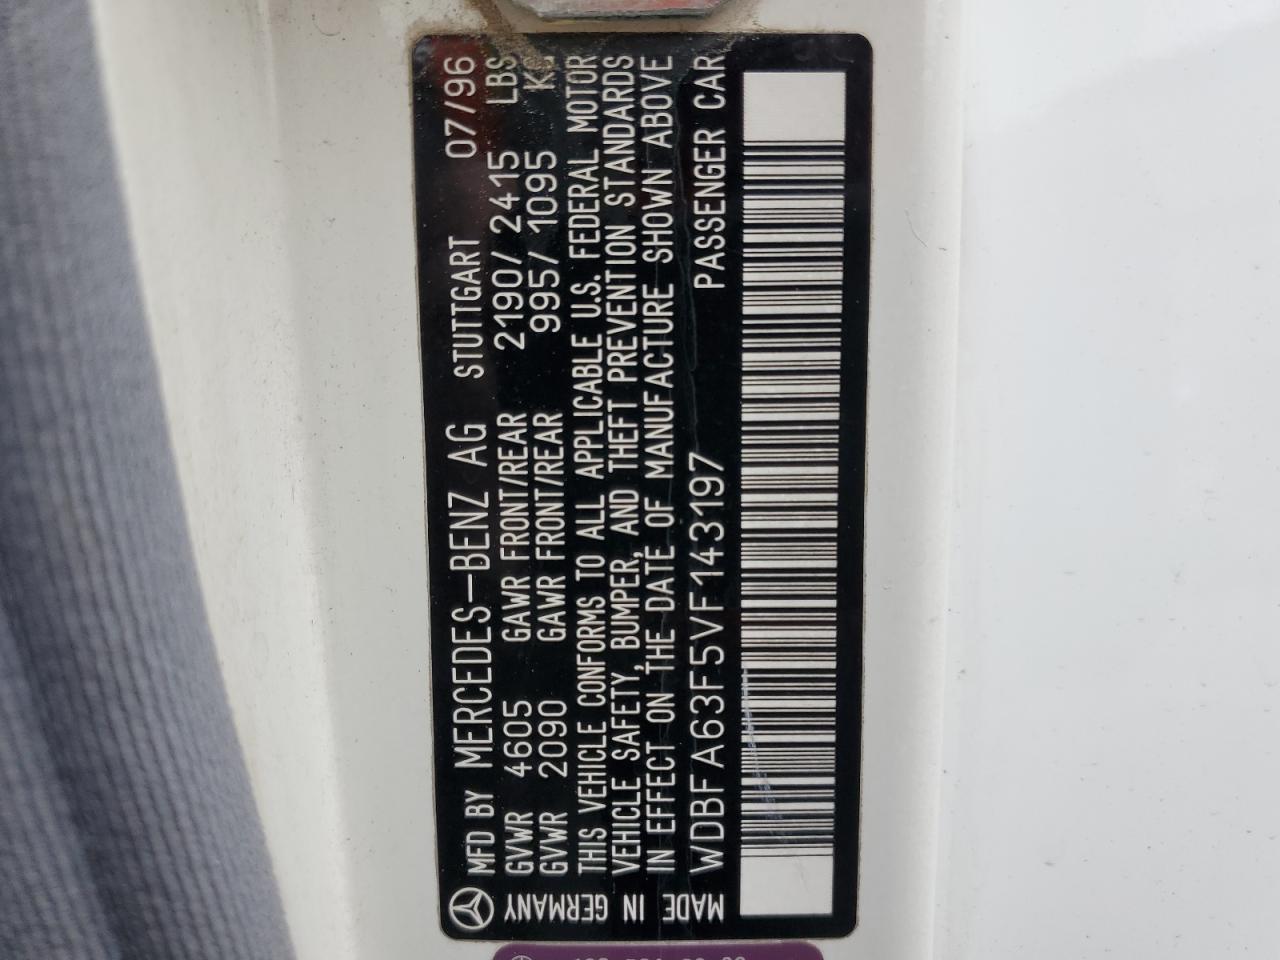 MFD BY MERCEDES-BENZ AG STUTTGART 07/96
GVWR 4605 GAWR FRONT/REAR 2190/2415 LBS
GVWR 2090 GAWR FRONT/REAR 995/1095
THIS VEHICLE CONFORMS TO ALL APPLICABLE U.S. FEDERAL MOTOR
VEHICLE SAFETY, BUMPER, AND THEFT PREVENTION STANDARDS
IN EFFECT ON THE DATE OF MANUFACTURE SHOWN ABOVE
WDBFA63F5VF143197 PASSENGER CAR
MADE IN GERMANY